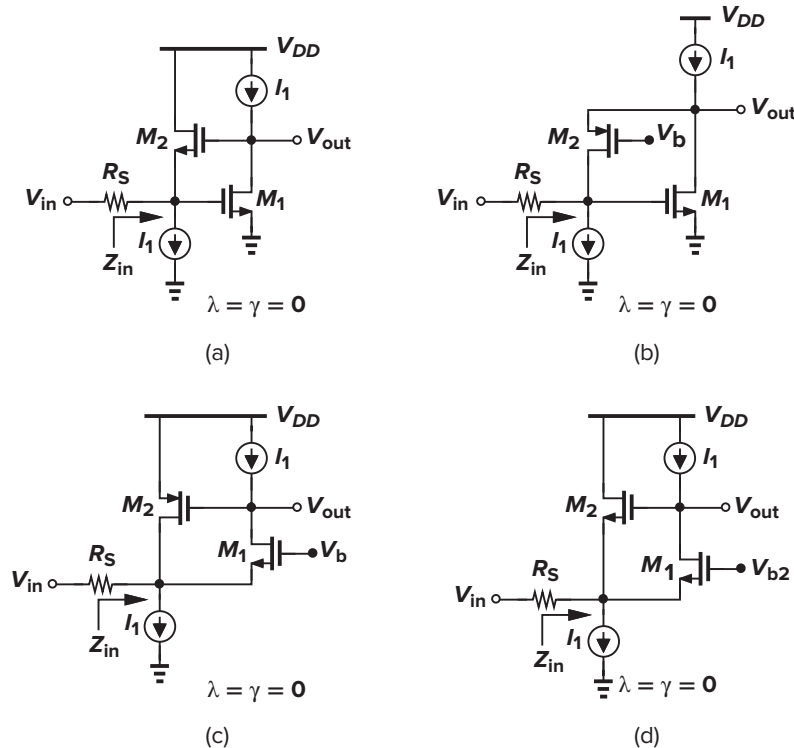 V_DD
I_1
M_2
V_out
R_S
V_in
M_1
I_1
Z_in
λ = γ = 0
(a)
V_DD
I_1
V_out
M_2
V_b
R_S
V_in
M_1
I_1
Z_in
λ = γ = 0
(b)
V_DD
I_1
M_2
V_out
M_1
V_b
R_S
V_in
I_1
Z_in
λ = γ = 0
(c)
V_DD
I_1
M_2
V_out
M_1
V_b2
R_S
V_in
I_1
Z_in
λ = γ = 0
(d)